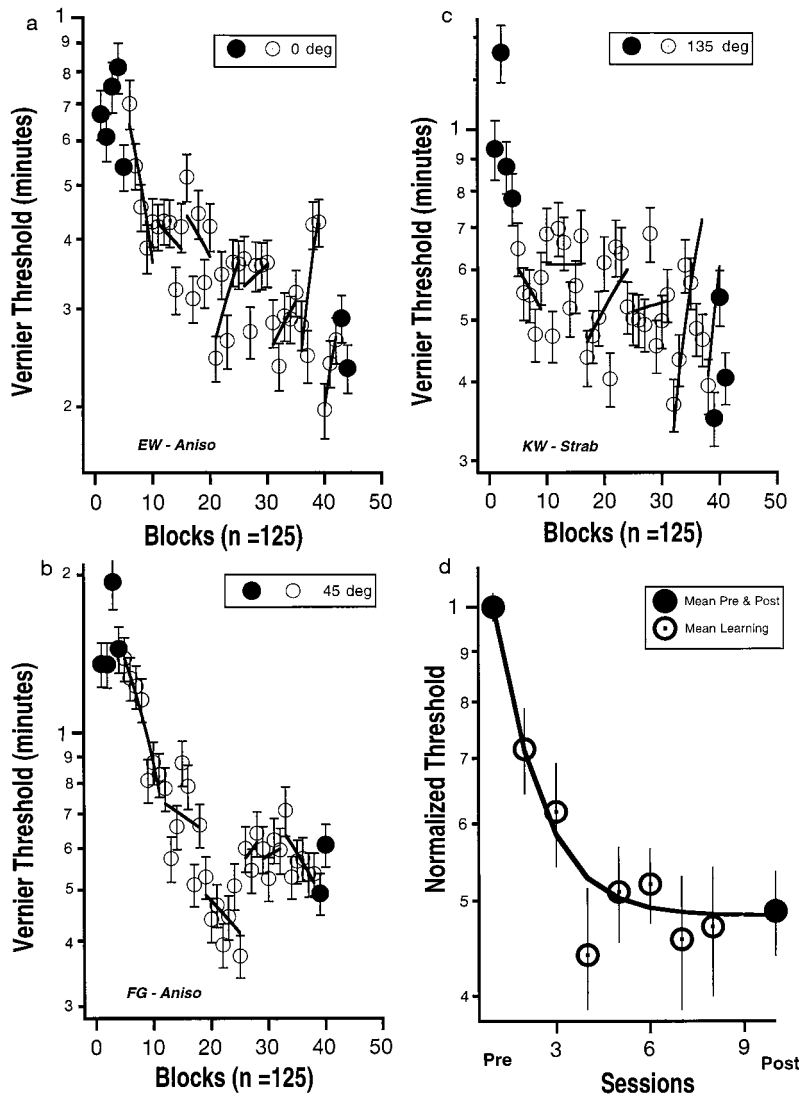 a
1
9
8
7
6
5
4
3
2
0 deg
Vernier Threshold (minutes)
EW - Aniso
0 10 20 30 40 50
Blocks (n =125)
c
1
9
8
7
6
5
4
3
135 deg
Vernier Threshold (minutes)
KW - Strab
0 10 20 30 40 50
Blocks (n =125)
b
2
1
9
8
7
6
5
4
3
45 deg
Vernier Threshold (minutes)
FG - Aniso
0 10 20 30 40 50
Blocks (n =125)
d
1
9
8
7
6
5
4
Mean Pre & Post
Mean Learning
Normalized Threshold
Pre 3 6 9 Post
Sessions